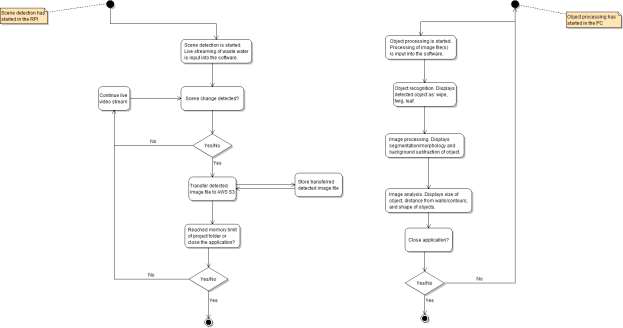 Scene detection has
started in the RPI
Scene detection is started.
Live streaming of waste water
is input into the software.
Continue live
video stream
Scene change detected?
No
Yes/No
Yes
Transfer detected
image file to AWS S3
Store transferred
detected image file
Reached memory limit
of project folder or
close the application?
No
Yes/No
Yes
Object processing has
started in the PC
Object processing is started.
Processing of image file(s)
is input into the software.
Object recognition. Displays
detected object as: wipe,
leaf.
Image processing. Displays
segmentation/morphology and
background subtraction of object.
Image analysis. Displays size of
object, distance from walls/contours,
and shape of objects.
Close application?
Yes/No
No
Yes